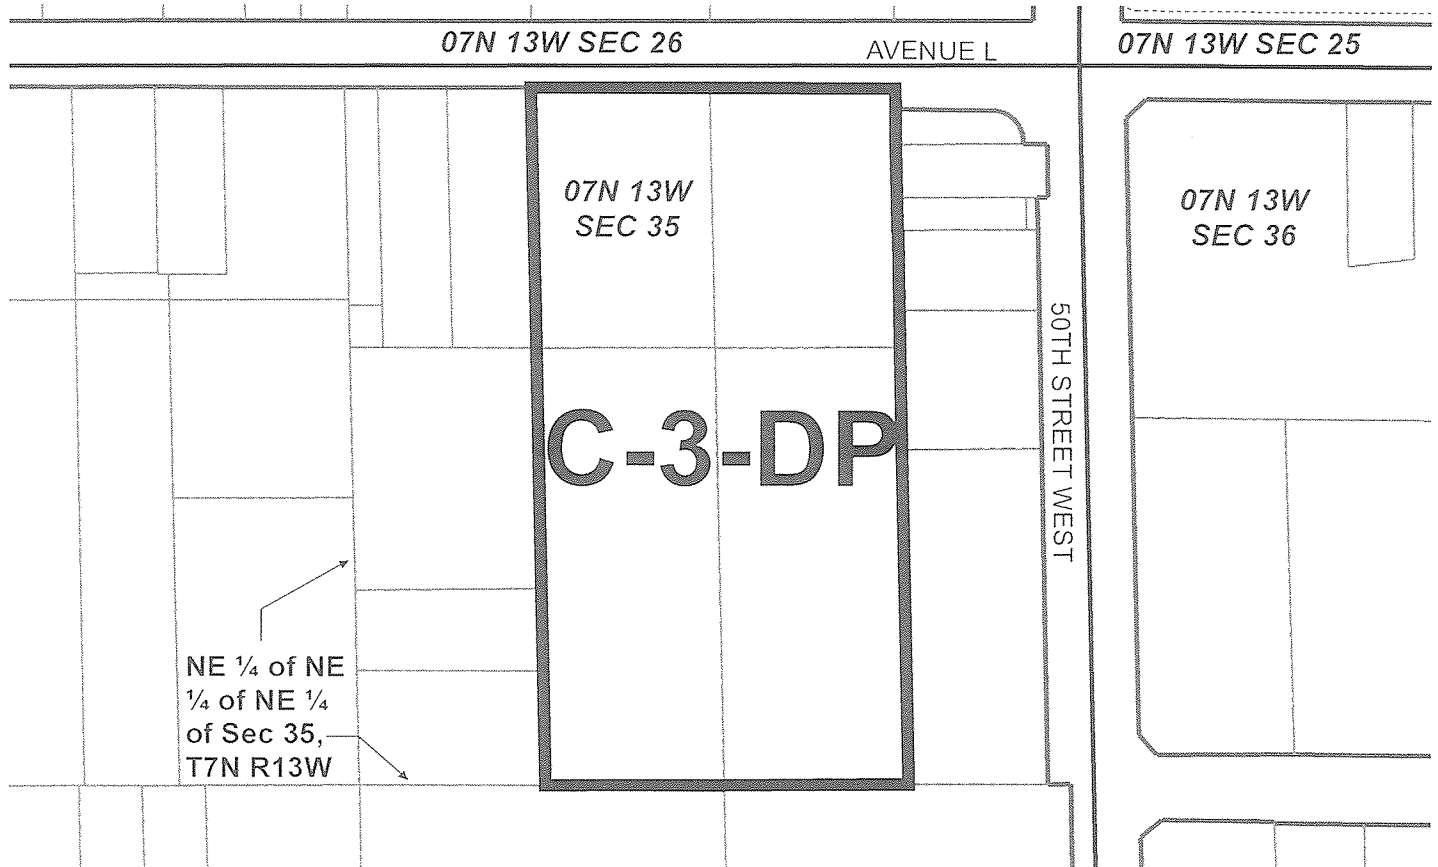 07N 13W SEC 26
AVENUE L
07N 13W SEC 25
07N 13W
SEC 35
07N 13W
SEC 36
50TH STREET WEST
C-3-DP
NE ¼ of NE
¼ of NE ¼
of Sec 35,
T7N R13W